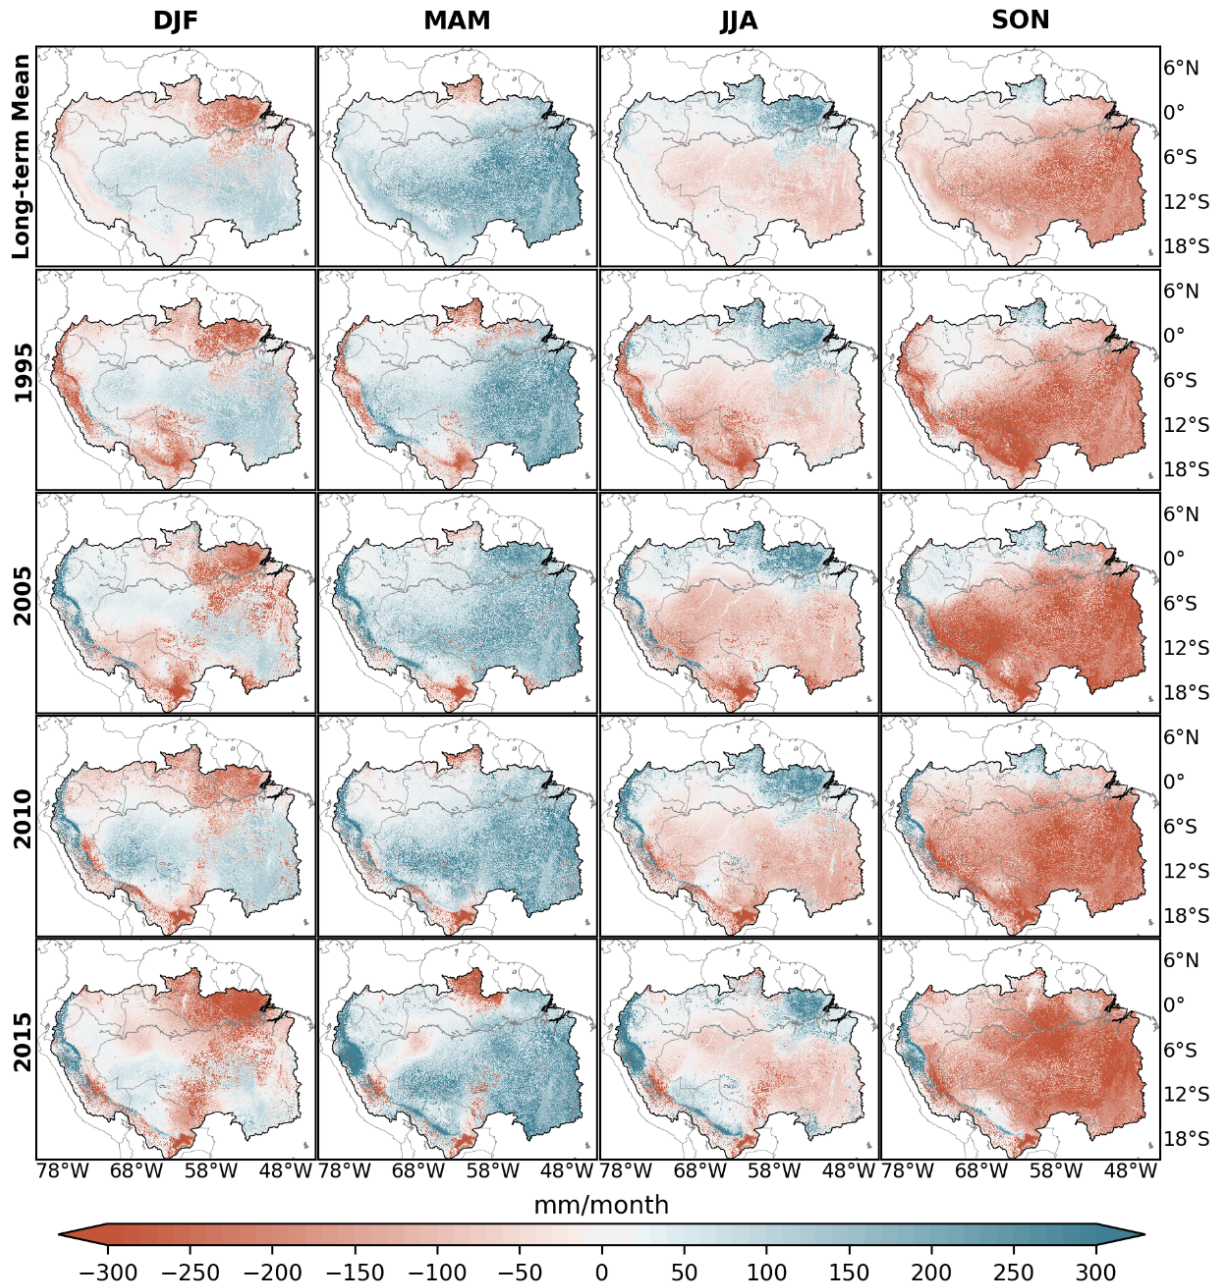 DJF MAM JJA SON
Long-term Mean
6°N
0°
6°S
12°S
18°S
1995
6°N
0°
6°S
12°S
18°S
2005
6°N
0°
6°S
12°S
18°S
2010
6°N
0°
6°S
12°S
18°S
2015
6°N
0°
6°S
12°S
18°S
78°W 68°W 58°W 48°W 78°W 68°W 58°W 48°W 78°W 68°W 58°W 48°W 78°W 68°W 58°W 48°W
mm/month
−300 −250 −200 −150 −100 −50 0 50 100 150 200 250 300